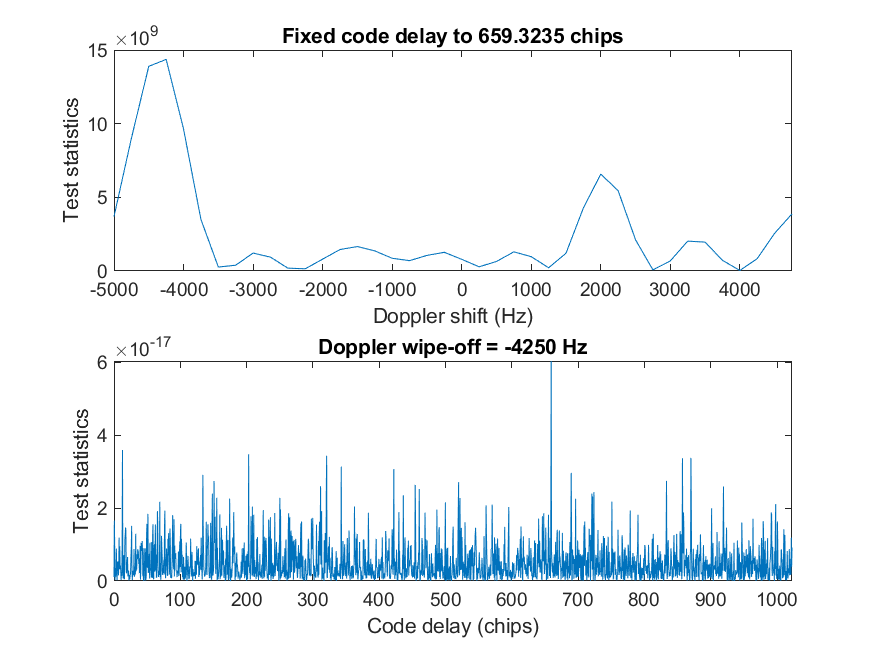 Fixed code delay to 659.3235 chips
×10^9
15
10
5
0
Test statistics
-5000 -4000 -3000 -2000 -1000 0 1000 2000 3000 4000
Doppler shift (Hz)
Doppler wipe-off = -4250 Hz
×10^-17
6
4
2
0
Test statistics
0 100 200 300 400 500 600 700 800 900 1000
Code delay (chips)